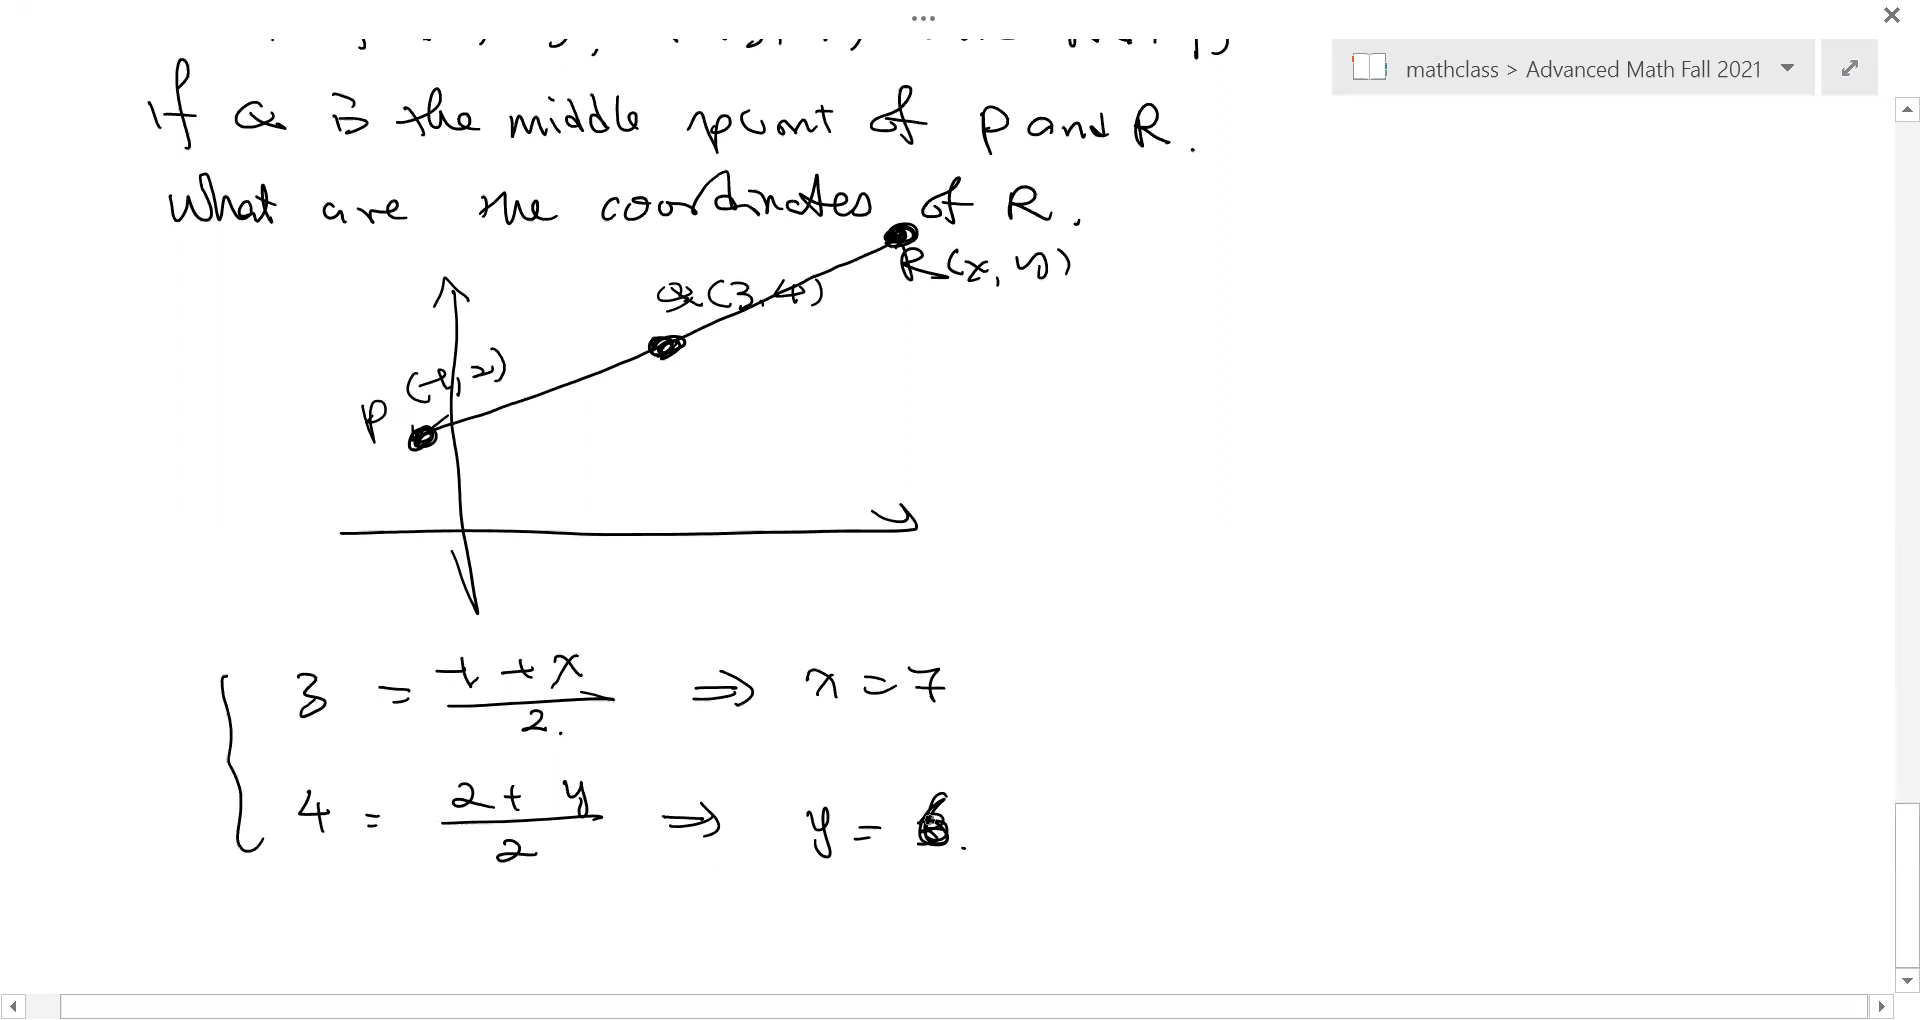 mathclass > Advanced Math Fall 2021
If Q is the middle point of P and R.
What are the coordinates of R.
R(x, y)
Q(3, 4)
(-1, 2)
P
3 = -1 + x / 2. ⇒ x = 7
4 = 2 + y / 2 ⇒ y = 6.